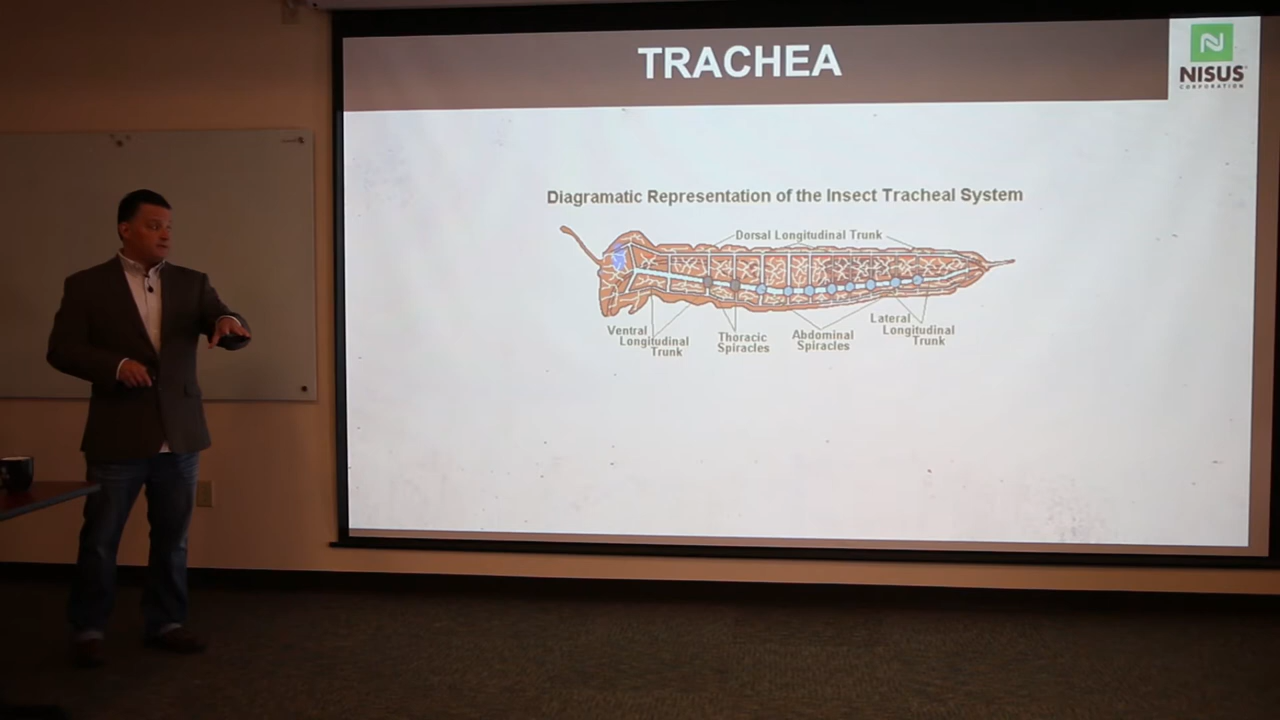 TRACHEA
NISUS
CORPORATION
Diagramatic Representation of the Insect Tracheal System
Dorsal Longitudinal Trunk
Ventral
Longitudinal
Trunk
Thoracic
Spiracles
Abdominal
Spiracles
Lateral
Longitudinal
Trunk